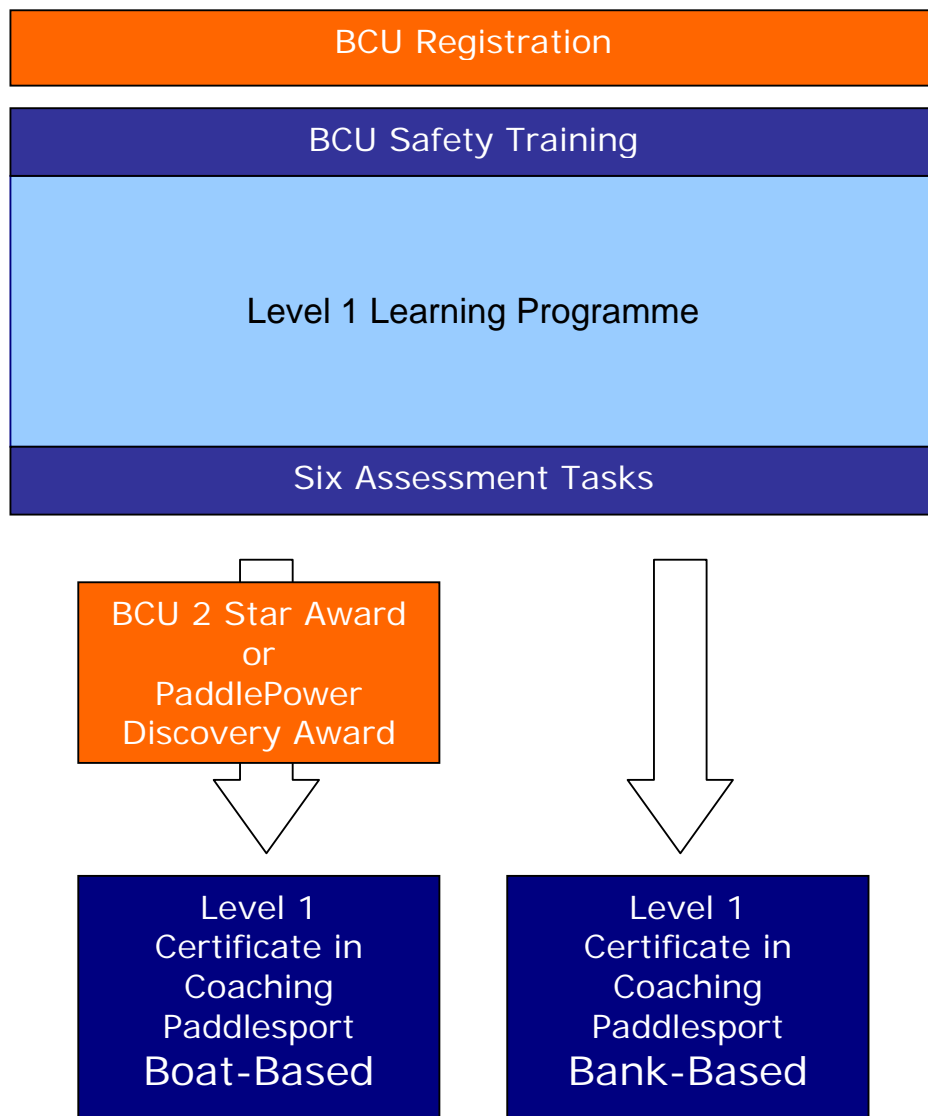 BCU Registration
BCU Safety Training
Level 1 Learning Programme
Six Assessment Tasks
BCU 2 Star Award
or
PaddlePower
Discovery Award
Level 1
Certificate in
Coaching
Paddlesport
Boat-Based
Level 1
Certificate in
Coaching
Paddlesport
Bank-Based